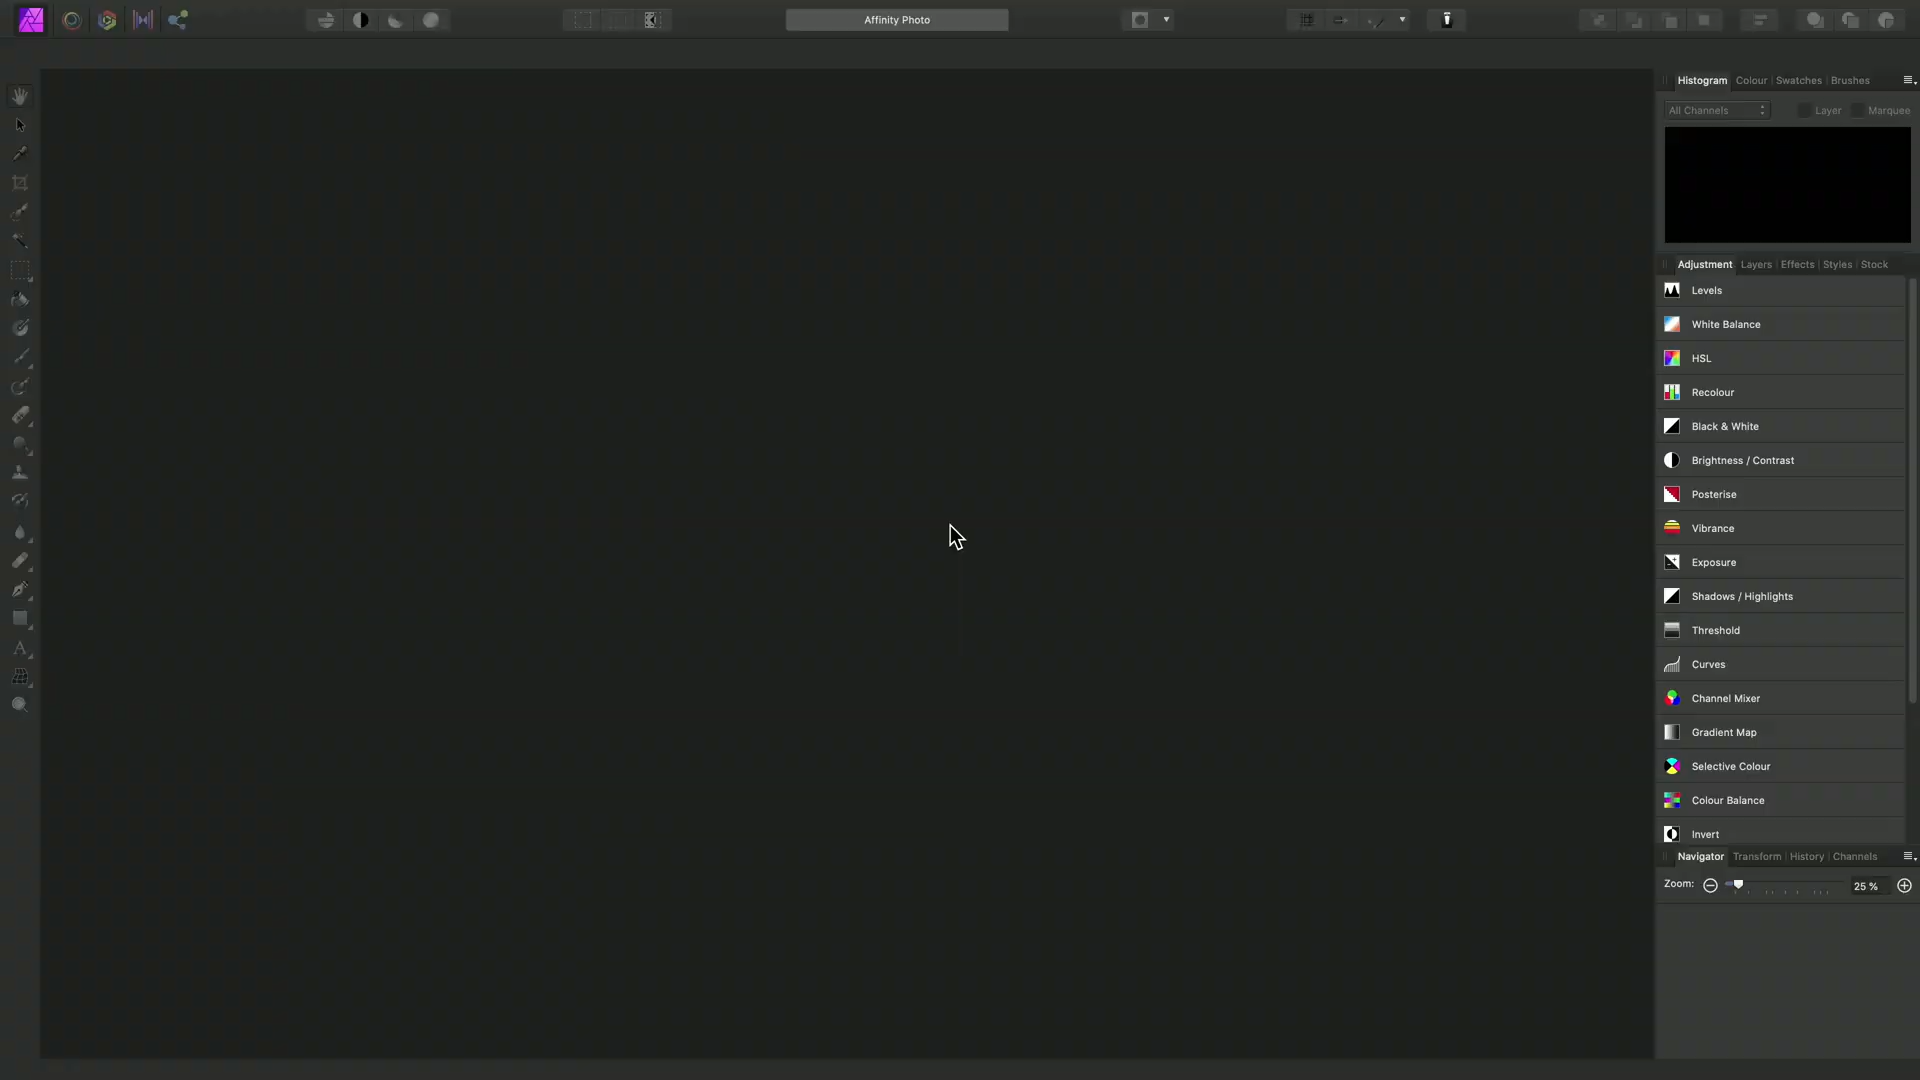 Affinity Photo
Histogram Colour Swatches Brushes
All Channels Layer Marquee
Adjustment Layers Effects Styles Stock
Levels
White Balance
HSL
Recolour
Black & White
Brightness / Contrast
Posterise
Vibrance
Exposure
Shadows / Highlights
Threshold
Curves
Channel Mixer
Gradient Map
Selective Colour
Colour Balance
Invert
Navigator Transform History Channels
Zoom: 25 %